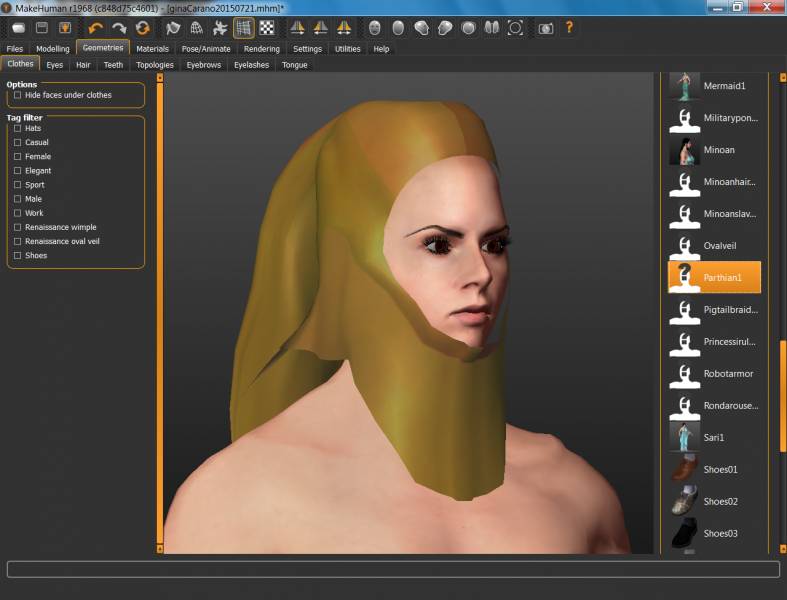 MakeHuman r1968 (c848d75c4601) - [ginaCarano20150721.mhm]*
Files Modelling Geometries Materials Pose/Animate Rendering Settings Utilities Help
Clothes Eyes Hair Teeth Topologies Eyebrows Eyelashes Tongue
Options
Hide faces under clothes
Tag filter
Hats
Casual
Female
Elegant
Sport
Male
Work
Renaissance wimple
Renaissance oval veil
Shoes
Mermaid1
Militarypon...
Minoan
Minoanhair...
Minoanslav...
Ovalveil
Parthian1
Pigtailbraid...
Princessirul...
Robotarmor
Rondarouse...
Sari1
Shoes01
Shoes02
Shoes03